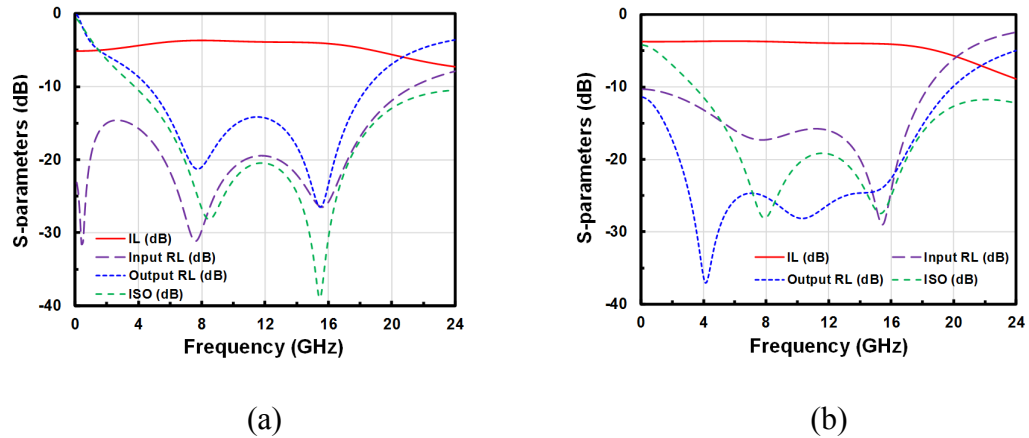 S-parameters (dB)
0
-10
-20
-30
-40
IL (dB)
Input RL (dB)
Output RL (dB)
ISO (dB)
0 4 8 12 16 20 24
Frequency (GHz)
(a)
S-parameters (dB)
0
-10
-20
-30
-40
IL (dB) Input RL (dB)
Output RL (dB) ISO (dB)
0 4 8 12 16 20 24
Frequency (GHz)
(b)